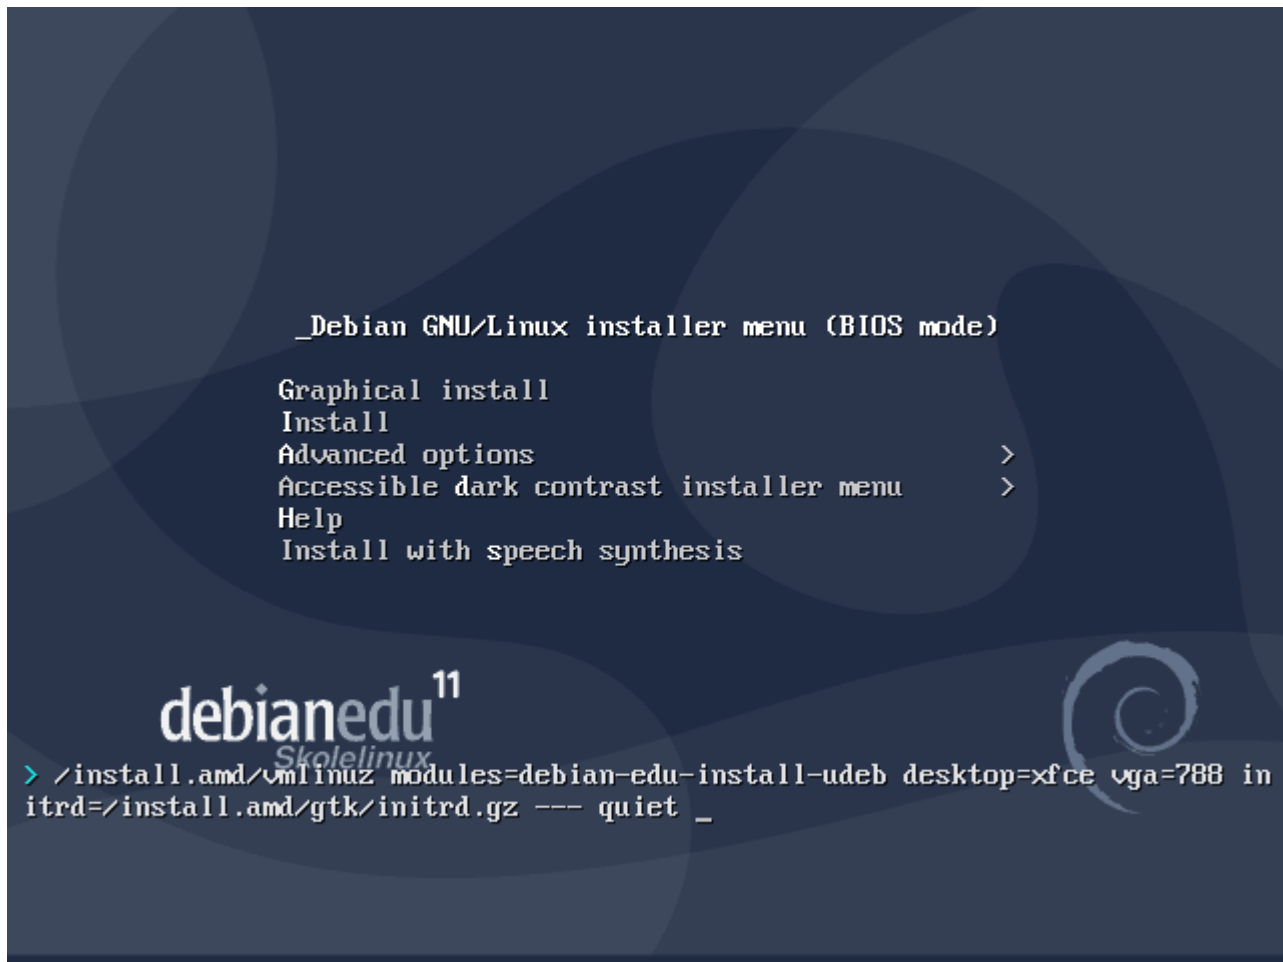 _Debian GNU/Linux installer menu (BIOS mode)
Graphical install
Install
Advanced options >
Accessible dark contrast installer menu >
Help
Install with speech synthesis
debianedu 11
Skolelinux
> /install.amd/vmlinuz modules=debian-edu-install-udeb desktop=xfce vga=788 in
itrd=/install.amd/gtk/initrd.gz --- quiet _